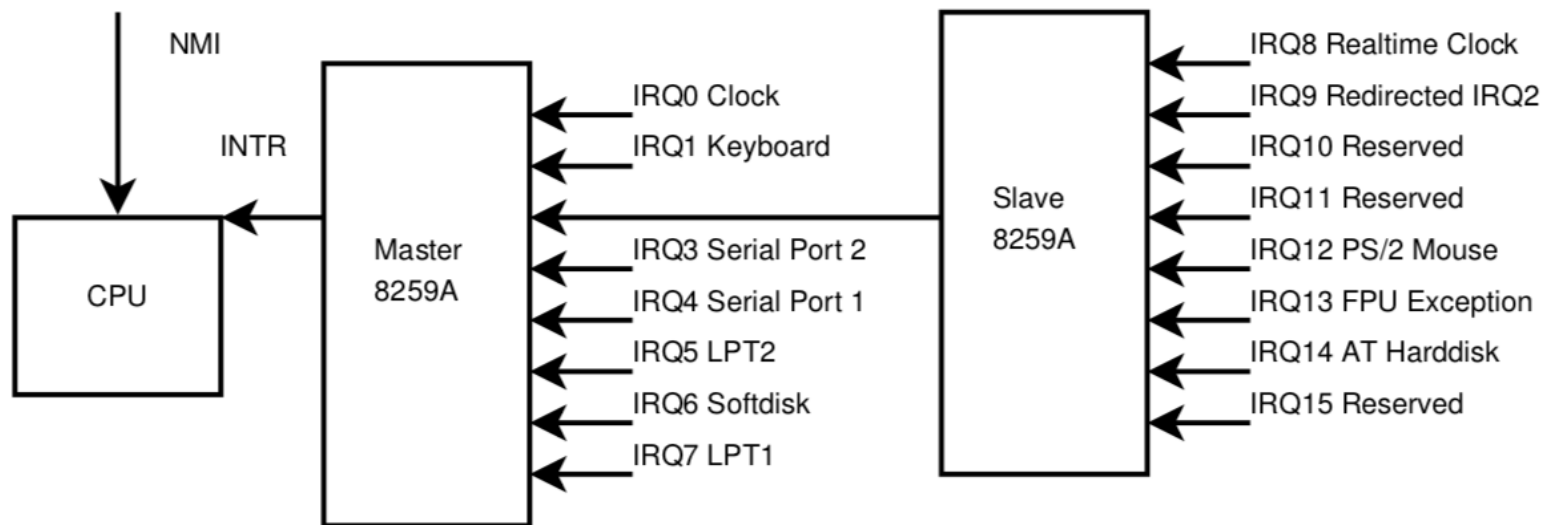 NMI
INTR
CPU
Master
8259A
IRQ0 Clock
IRQ1 Keyboard
IRQ3 Serial Port 2
IRQ4 Serial Port 1
IRQ5 LPT2
IRQ6 Softdisk
IRQ7 LPT1
Slave
8259A
IRQ8 Realtime Clock
IRQ9 Redirected IRQ2
IRQ10 Reserved
IRQ11 Reserved
IRQ12 PS/2 Mouse
IRQ13 FPU Exception
IRQ14 AT Harddisk
IRQ15 Reserved